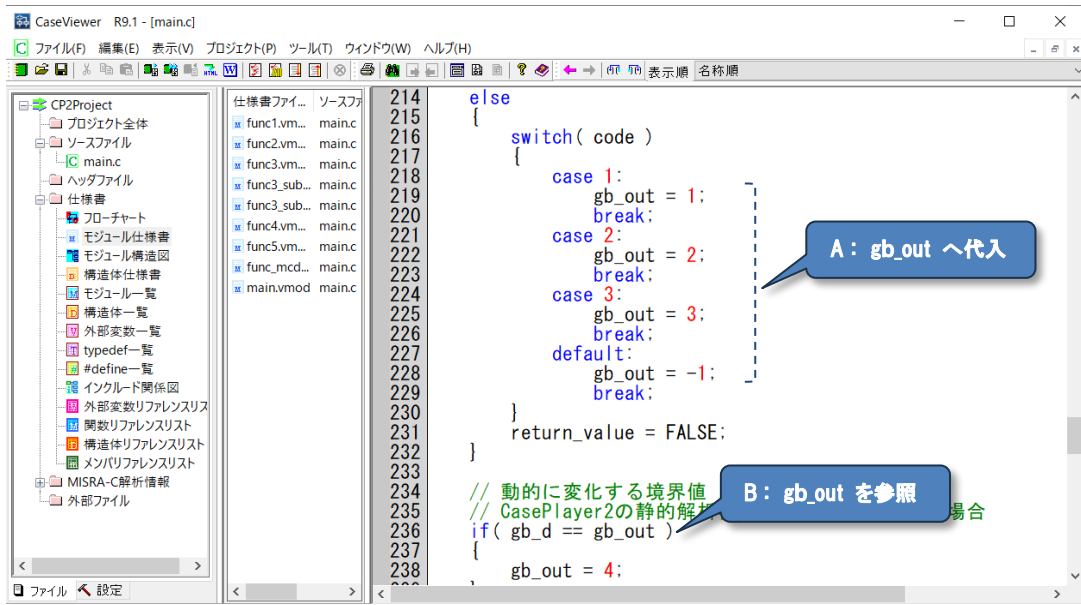 CaseViewer R9.1 - [main.c]
ファイル(F) 編集(E) 表示(V) プロジェクト(P) ツール(T) ウィンドウ(W) ヘルプ(H)
表示順 名称順
CP2Project
プロジェクト全体
ソースファイル
main.c
ヘッダファイル
仕様書
フローチャート
モジュール仕様書
モジュール構造図
構造体仕様書
モジュール一覧
構造体一覧
外部変数一覧
typedef一覧
#define一覧
インクルード関係図
外部変数リファレンスリス
関数リファレンスリスト
構造体リファレンスリスト
メンバリファレンスリスト
MISRA-C解析情報
外部ファイル
ファイル 設定
仕様書ファイ... ソースファ
func1.vm... main.c
func2.vm... main.c
func3.vm... main.c
func3_sub... main.c
func3_sub... main.c
func4.vm... main.c
func5.vm... main.c
func_mcd... main.c
main.vmod main.c
214 else
215 {
216 switch( code )
217 {
218 case 1:
219 gb_out = 1;
220 break;
221 case 2:
222 gb_out = 2;
223 break;
224 case 3:
225 gb_out = 3;
226 break;
227 default:
228 gb_out = -1;
229 break;
230 }
231 return_value = FALSE;
232 }
233
234 // 動的に変化する境界値
235 // CasePlayer2の静的解析 場合
236 if( gb_d == gb_out )
237 {
238 gb_out = 4;
A： gb_out へ代入
B： gb_out を参照